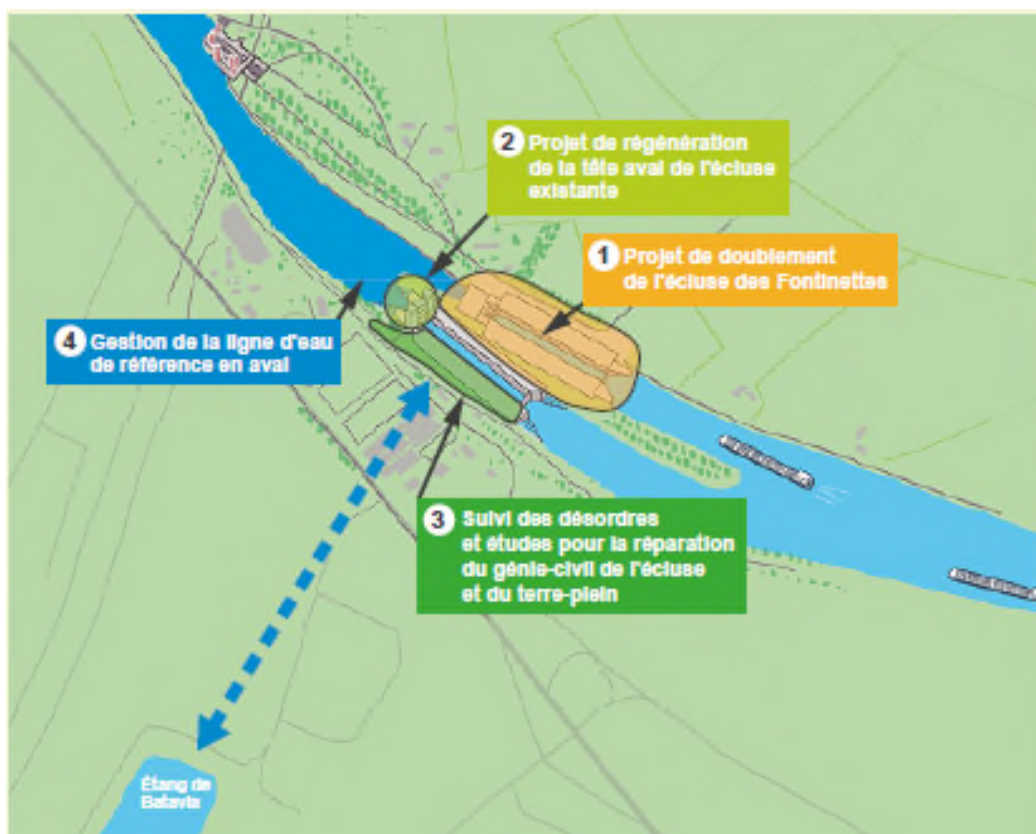 2 Projet de régénération
de la tête aval de l'écluse
existante
1 Projet de doublement
de l'écluse des Fontinettes
4 Gestion de la ligne d'eau
de référence en aval
3 Suivi des désordres
et études pour la réparation
du génie-civil de l'écluse
et du terre-plein
Étang de
Batavia